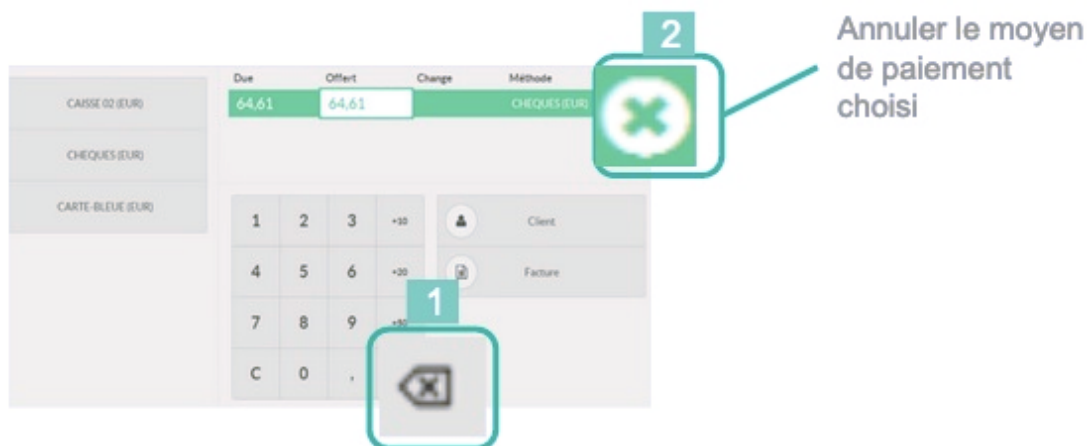 2
Annuler le moyen
de paiement
choisi
Due Offert Change Méthode
64,61 64,61 CHEQUES (EUR)
CAISSE 02 (EUR)
CHEQUES (EUR)
CARTE-BLEUE (EUR)
1 2 3 +10 Client
4 5 6 +20 Facture
1
7 8 9 +50
C 0 ,